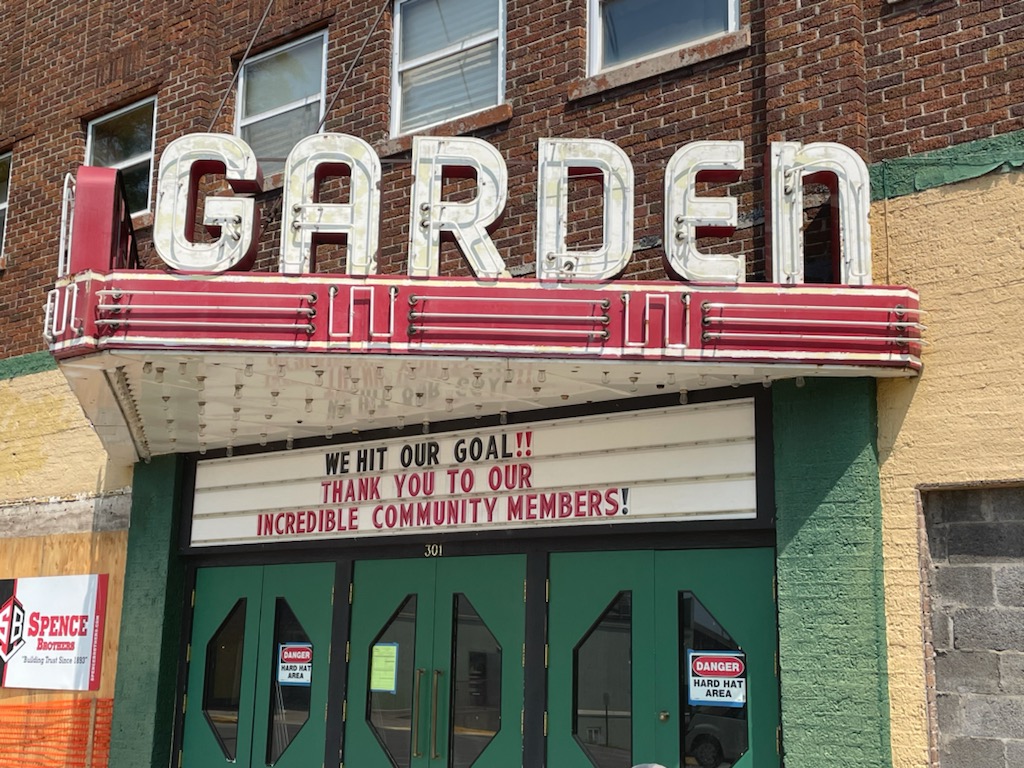 GARDEN
WE HIT OUR GOAL!!
THANK YOU TO OUR
INCREDIBLE COMMUNITY MEMBERS!
301
SB
SPENCE
BROTHERS
"Building Trust Since 1893"
DANGER
HARD HAT
AREA
DANGER
HARD HAT
AREA